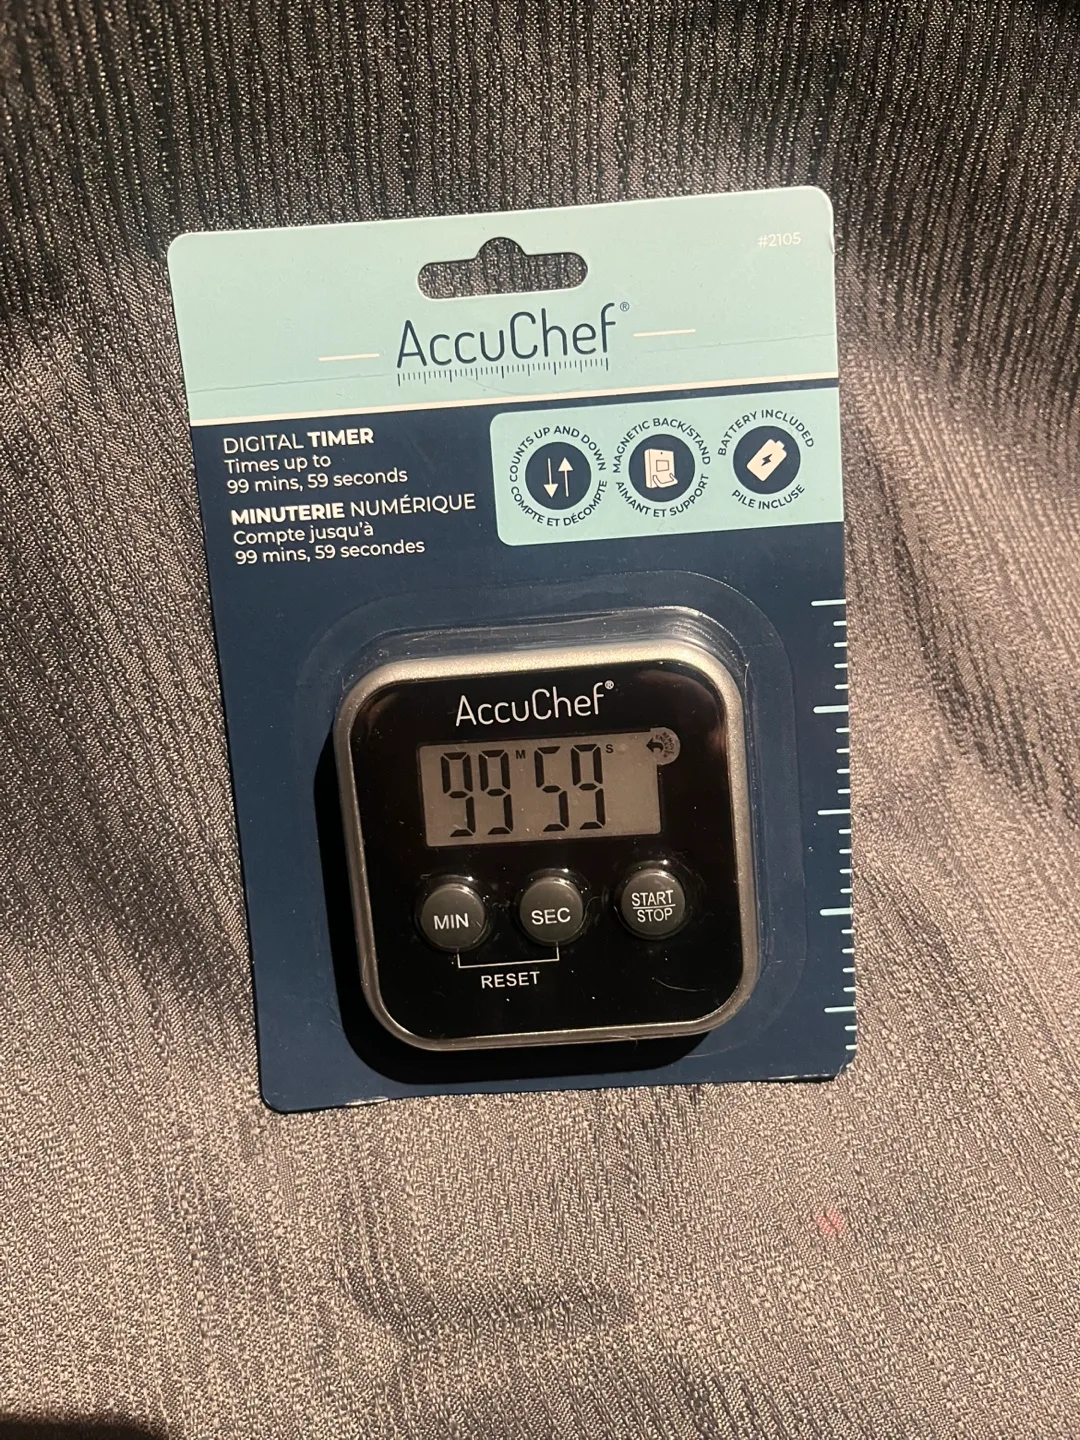 #2105
AccuChef®
DIGITAL TIMER
Times up to
99 mins, 59 seconds
MINUTERIE NUMÉRIQUE
Compte jusqu'à
99 mins, 59 secondes
COUNTS UP AND DOWN
COMPTE ET DÉCOMPTE
MAGNETIC BACK/STAND
AIMANT ET SUPPORT
BATTERY INCLUDED
PILE INCLUSE
AccuChef®
99 M 59 S
MIN
SEC
START
STOP
RESET